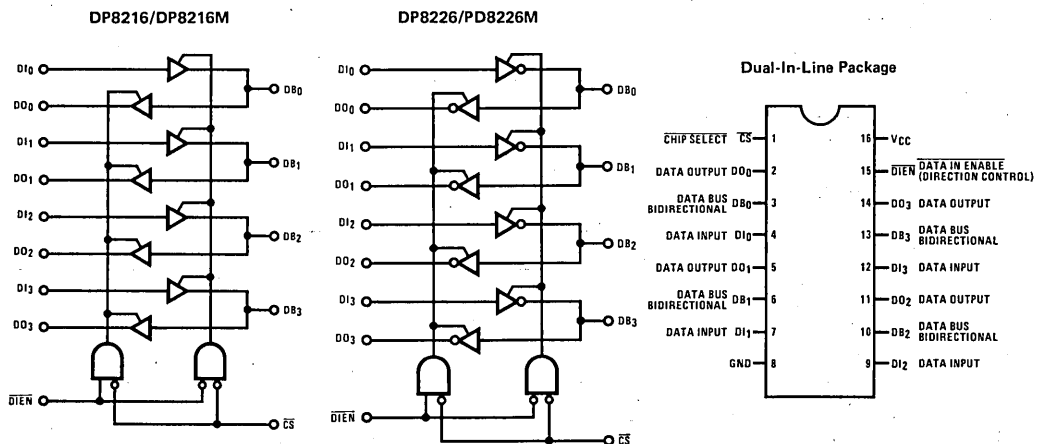 DP8216/DP8216M
DI0
DB0
DO0
DI1
DB1
DO1
DI2
DB2
DO2
DI3
DB3
DO3
DIEN
CS
DP8226/PD8226M
DI0
DB0
DO0
DI1
DB1
DO1
DI2
DB2
DO2
DI3
DB3
DO3
DIEN
CS
Dual-In-Line Package
CHIP SELECT CS 1
DATA OUTPUT DO0 2
DATA BUS
BIDIRECTIONAL DB0 3
DATA INPUT DI0 4
DATA OUTPUT DO1 5
DATA BUS
BIDIRECTIONAL DB1 6
DATA INPUT DI1 7
GND 8
16 VCC
15 DIEN DATA IN ENABLE
(DIRECTION CONTROL)
14 DO3 DATA OUTPUT
13 DB3 DATA BUS
BIDIRECTIONAL
12 DI3 DATA INPUT
11 DO2 DATA OUTPUT
10 DB2 DATA BUS
BIDIRECTIONAL
9 DI2 DATA INPUT